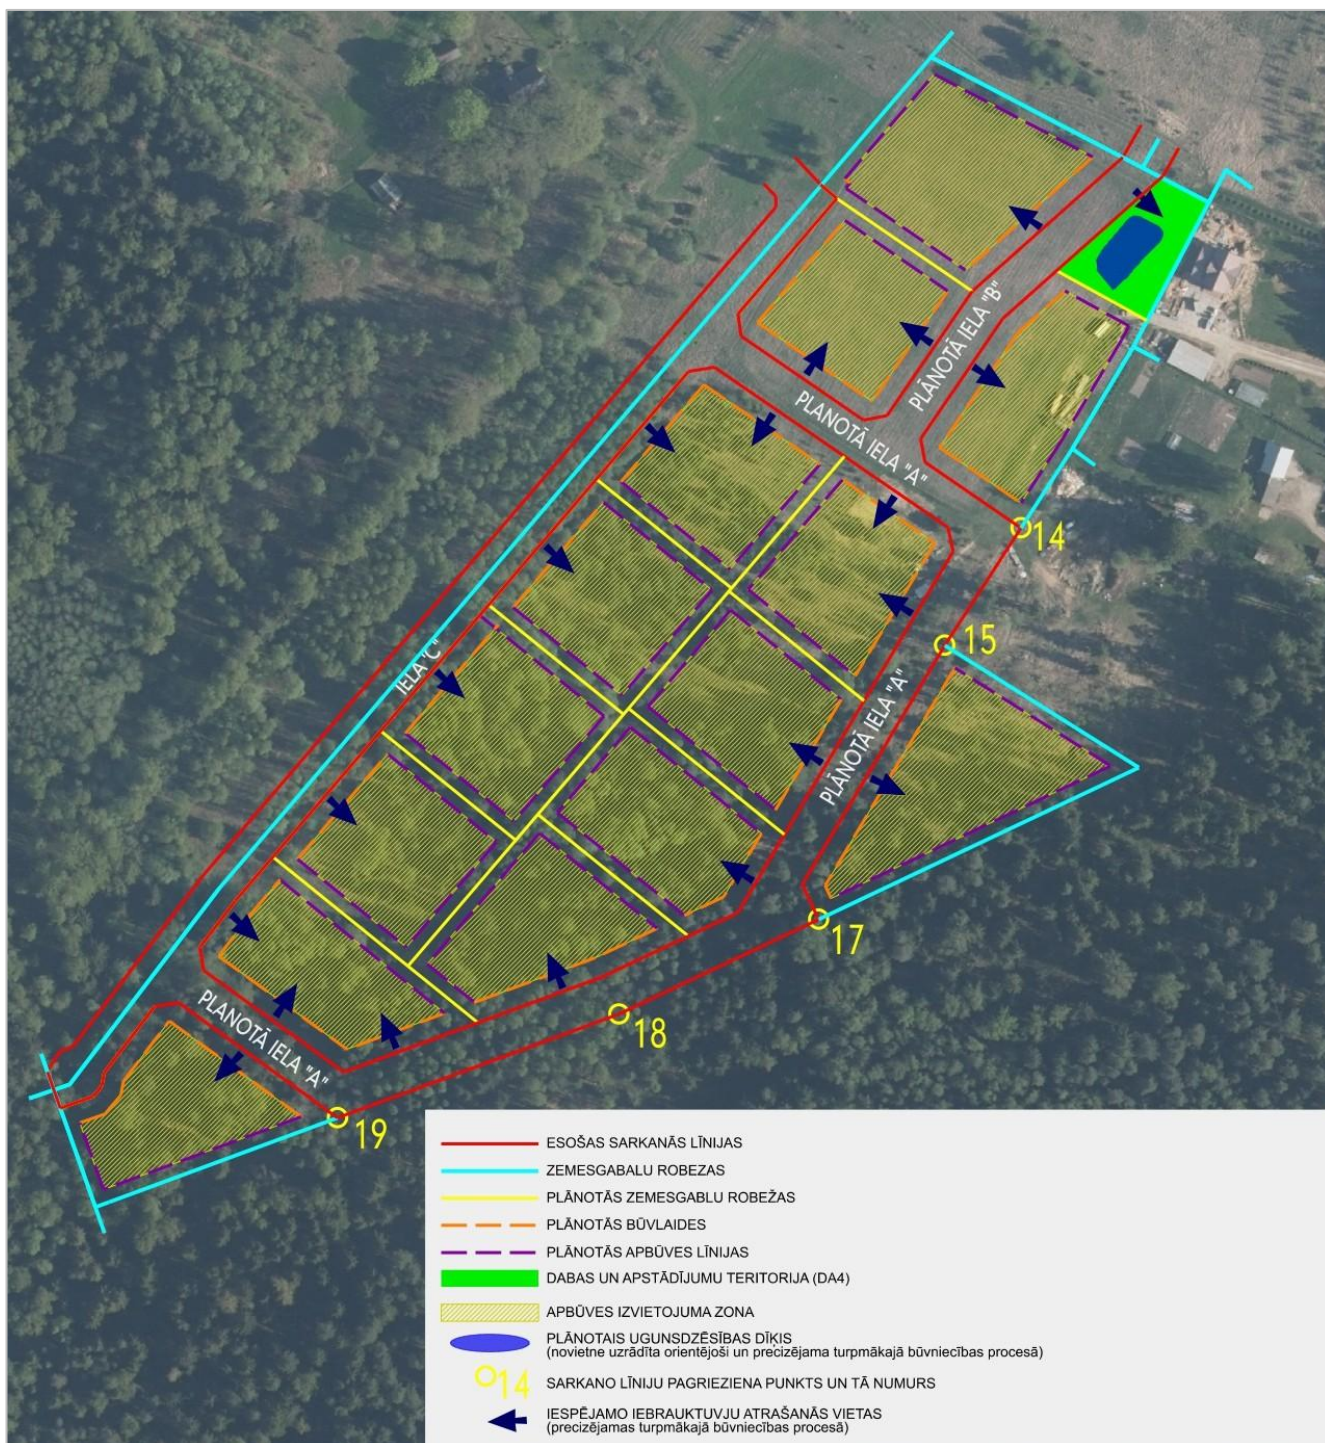 PLĀNOTĀ IELA "B"
PLANOTĀ IELA "A"
14
15
IELA "C"
PLĀNOTĀ IELA "A"
17
18
PLANOTĀ IELA "A"
19
ESOŠAS SARKANĀS LĪNIJAS
ZEMESGABALU ROBEZAS
PLĀNOTĀS ZEMESGABLU ROBEŽAS
PLĀNOTĀS BŪVLAIDES
PLĀNOTĀS APBŪVES LĪNIJAS
DABAS UN APSTĀDĪJUMU TERITORIJA (DA4)
APBŪVES IZVIETOJUMA ZONA
PLĀNOTAIS UGUNSDZĒSĪBAS DĪĶIS
(novietne uzrādīta orientējoši un precizējama turpmākajā būvniecības procesā)
14 SARKANO LĪNIJU PAGRIEZIENA PUNKTS UN TĀ NUMURS
IESPĒJAMO IEBRAUKTUVJU ATRAŠANĀS VIETAS
(precizējamas turpmākajā būvniecības procesā)